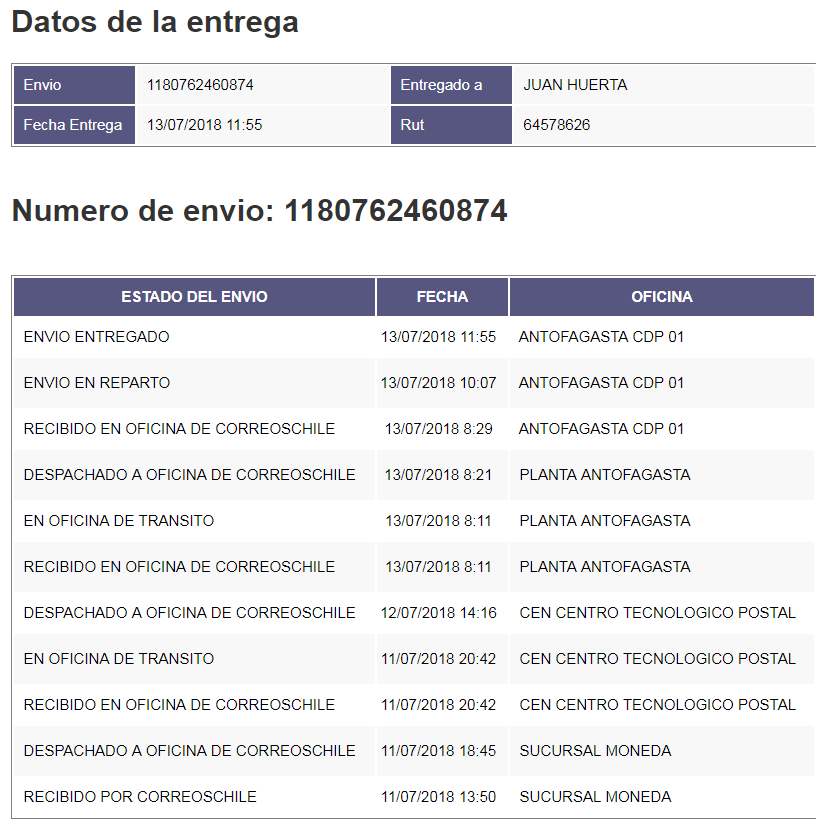 Datos de la entrega
Envio 1180762460874 Entregado a JUAN HUERTA
Fecha Entrega 13/07/2018 11:55 Rut 64578626
Numero de envio: 1180762460874
ESTADO DEL ENVIO FECHA OFICINA
ENVIO ENTREGADO 13/07/2018 11:55 ANTOFAGASTA CDP 01
ENVIO EN REPARTO 13/07/2018 10:07 ANTOFAGASTA CDP 01
RECIBIDO EN OFICINA DE CORREOSCHILE 13/07/2018 8:29 ANTOFAGASTA CDP 01
DESPACHADO A OFICINA DE CORREOSCHILE 13/07/2018 8:21 PLANTA ANTOFAGASTA
EN OFICINA DE TRANSITO 13/07/2018 8:11 PLANTA ANTOFAGASTA
RECIBIDO EN OFICINA DE CORREOSCHILE 13/07/2018 8:11 PLANTA ANTOFAGASTA
DESPACHADO A OFICINA DE CORREOSCHILE 12/07/2018 14:16 CEN CENTRO TECNOLOGICO POSTAL
EN OFICINA DE TRANSITO 11/07/2018 20:42 CEN CENTRO TECNOLOGICO POSTAL
RECIBIDO EN OFICINA DE CORREOSCHILE 11/07/2018 20:42 CEN CENTRO TECNOLOGICO POSTAL
DESPACHADO A OFICINA DE CORREOSCHILE 11/07/2018 18:45 SUCURSAL MONEDA
RECIBIDO POR CORREOSCHILE 11/07/2018 13:50 SUCURSAL MONEDA